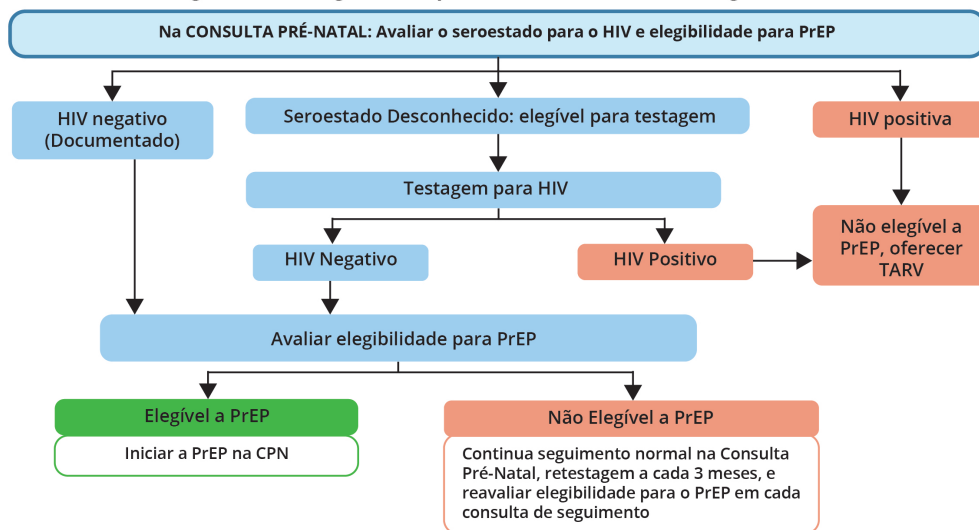 Na CONSULTA PRÉ-NATAL: Avaliar o seroestado para o HIV e elegibilidade para PrEP
HIV negativo
(Documentado)
Seroestado Desconhecido: elegível para testagem
HIV positiva
Testagem para HIV
Não elegível a
PrEP, oferecer
TARV
HIV Negativo
HIV Positivo
Avaliar elegibilidade para PrEP
Elegível a PrEP
Iniciar a PrEP na CPN
Não Elegível a PrEP
Continua seguimento normal na Consulta
Pré-Natal, retestagem a cada 3 meses, e
reavaliar elegibilidade para o PrEP em cada
consulta de seguimento